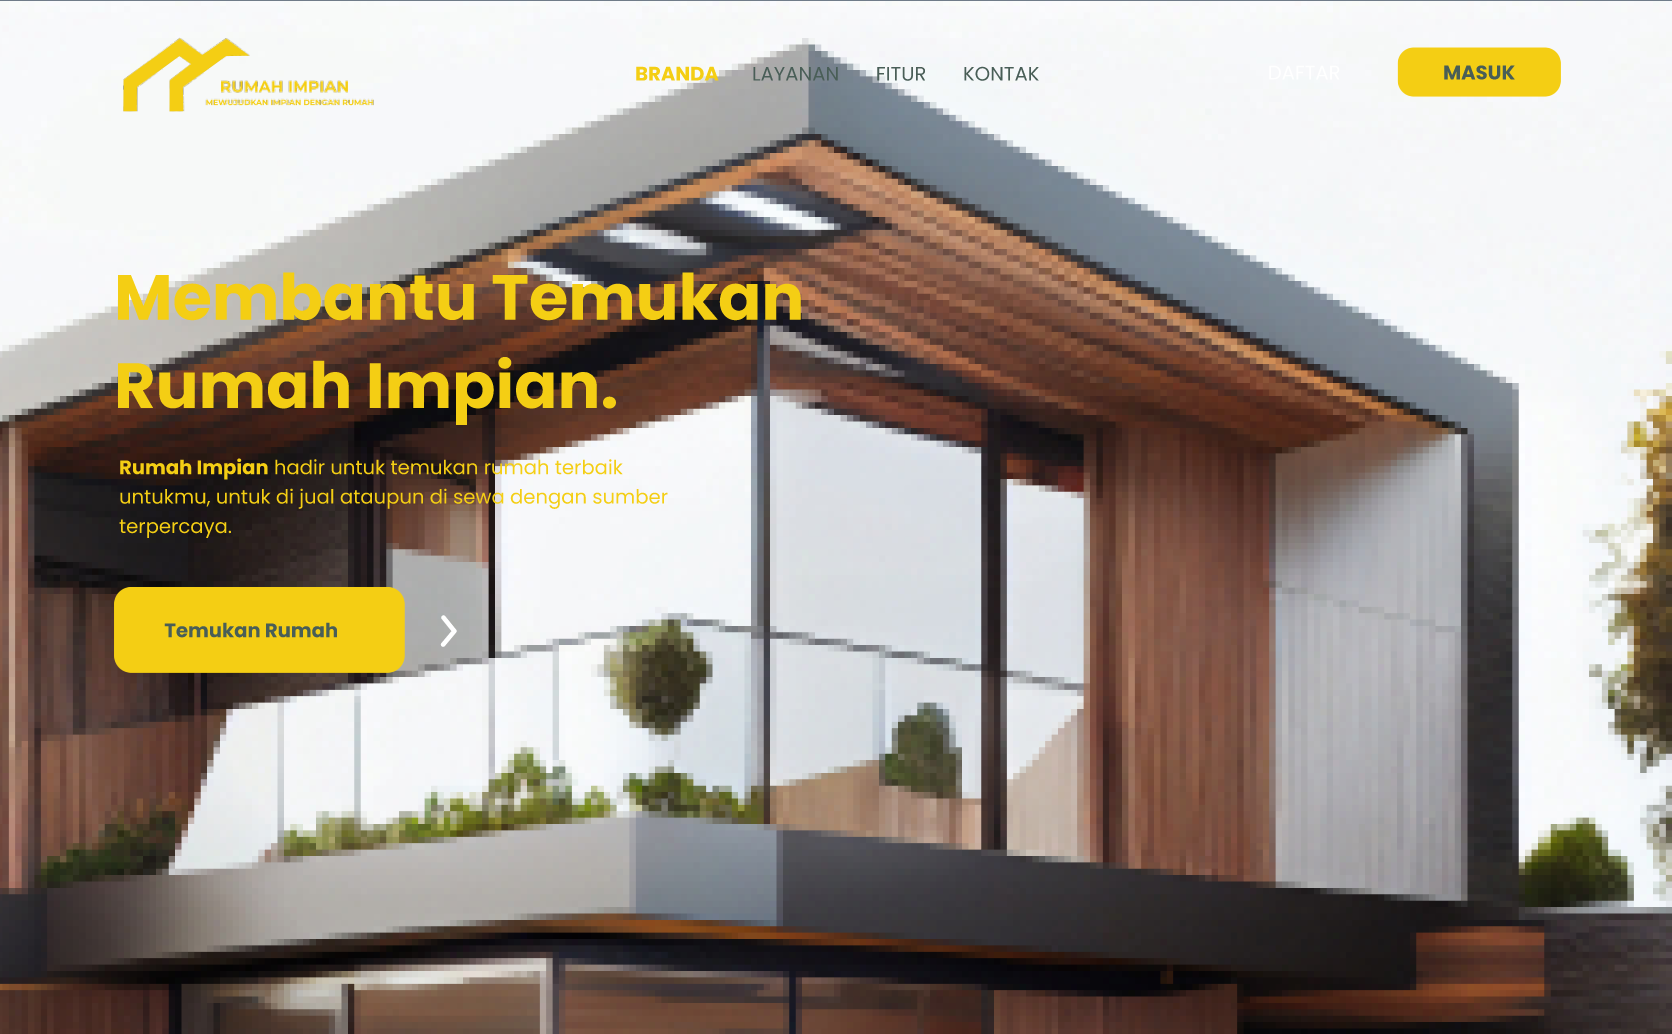 RUMAH IMPIAN
MEWUJUDKAN IMPIAN DENGAN RUMAH
BRANDA
LAYANAN
FITUR
KONTAK
DAFTAR
MASUK
Membantu Temukan
Rumah Impian.
Rumah Impian hadir untuk temukan rumah terbaik
untukmu, untuk di jual ataupun di sewa dengan sumber
terpercaya.
Temukan Rumah